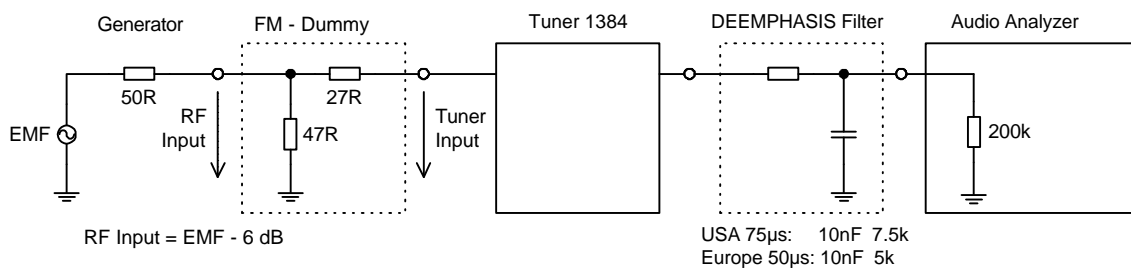 Generator
FM - Dummy
Tuner 1384
DEEMPHASIS Filter
Audio Analyzer
50R
27R
RF
Input
47R
Tuner
Input
EMF
200k
RF Input = EMF - 6 dB
USA 75µs: 10nF 7.5k
Europe 50µs: 10nF 5k